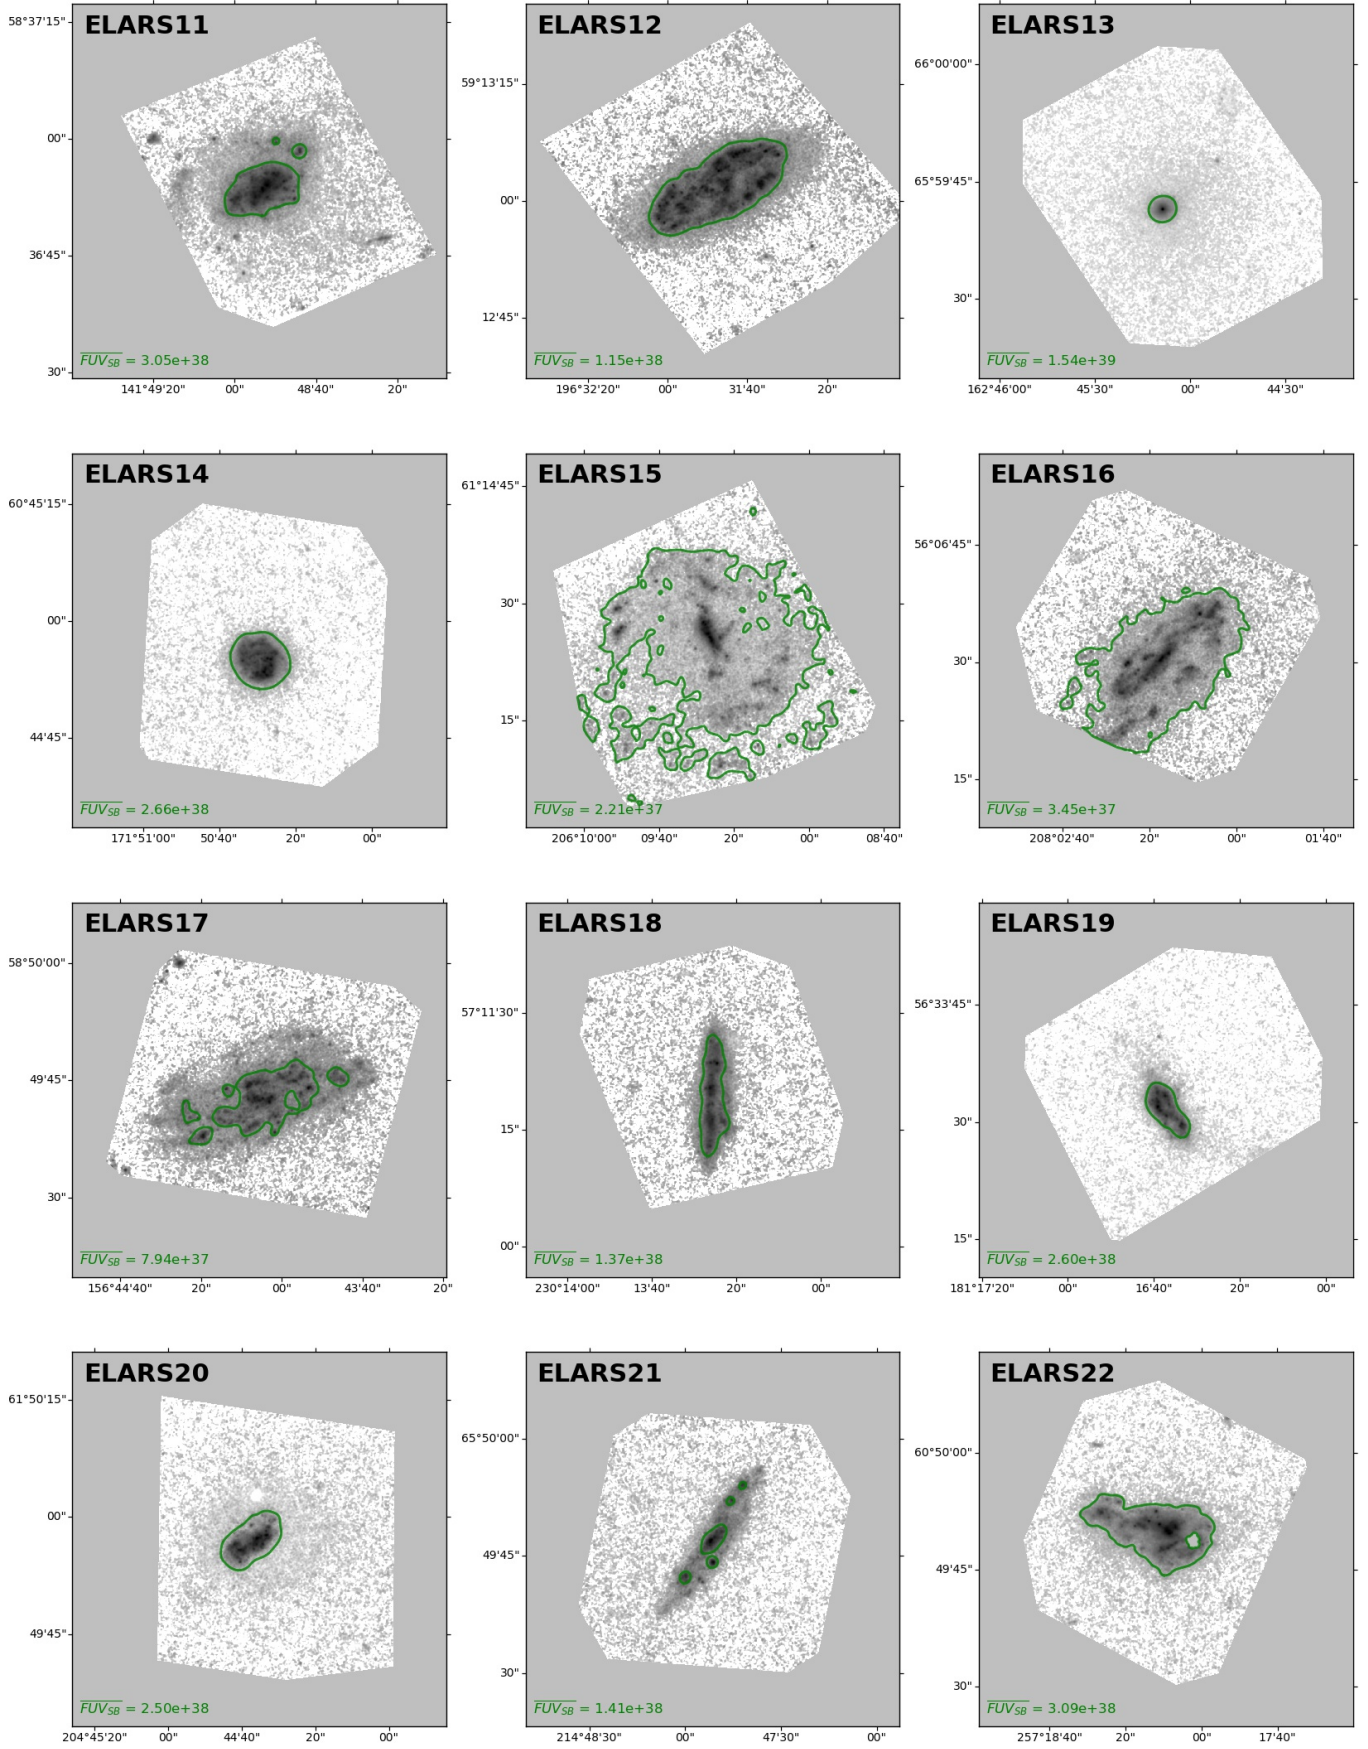 ELARS11
58°37'15"
00"
36'45"
30"
FUV_SB = 3.05e+38
141°49'20" 00" 48'40" 20"
ELARS12
59°13'15"
00"
12'45"
FUV_SB = 1.15e+38
196°32'20" 00" 31'40" 20"
ELARS13
66°00'00"
65°59'45"
30"
FUV_SB = 1.54e+39
162°46'00" 45'30" 00" 44'30"
ELARS14
60°45'15"
00"
44'45"
FUV_SB = 2.66e+38
171°51'00" 50'40" 20" 00"
ELARS15
61°14'45"
30"
15"
FUV_SB = 2.21e+37
206°10'00" 09'40" 20" 00" 08'40"
ELARS16
56°06'45"
30"
15"
FUV_SB = 3.45e+37
208°02'40" 20" 00" 01'40"
ELARS17
58°50'00"
49'45"
30"
FUV_SB = 7.94e+37
156°44'40" 20" 00" 43'40" 20"
ELARS18
57°11'30"
15"
00"
FUV_SB = 1.37e+38
230°14'00" 13'40" 20" 00"
ELARS19
56°33'45"
30"
15"
FUV_SB = 2.60e+38
181°17'20" 00" 16'40" 20" 00"
ELARS20
61°50'15"
00"
49'45"
FUV_SB = 2.50e+38
204°45'20" 00" 44'40" 20" 00"
ELARS21
65°50'00"
49'45"
30"
FUV_SB = 1.41e+38
214°48'30" 00" 47'30" 00"
ELARS22
60°50'00"
49'45"
30"
FUV_SB = 3.09e+38
257°18'40" 20" 00" 17'40"